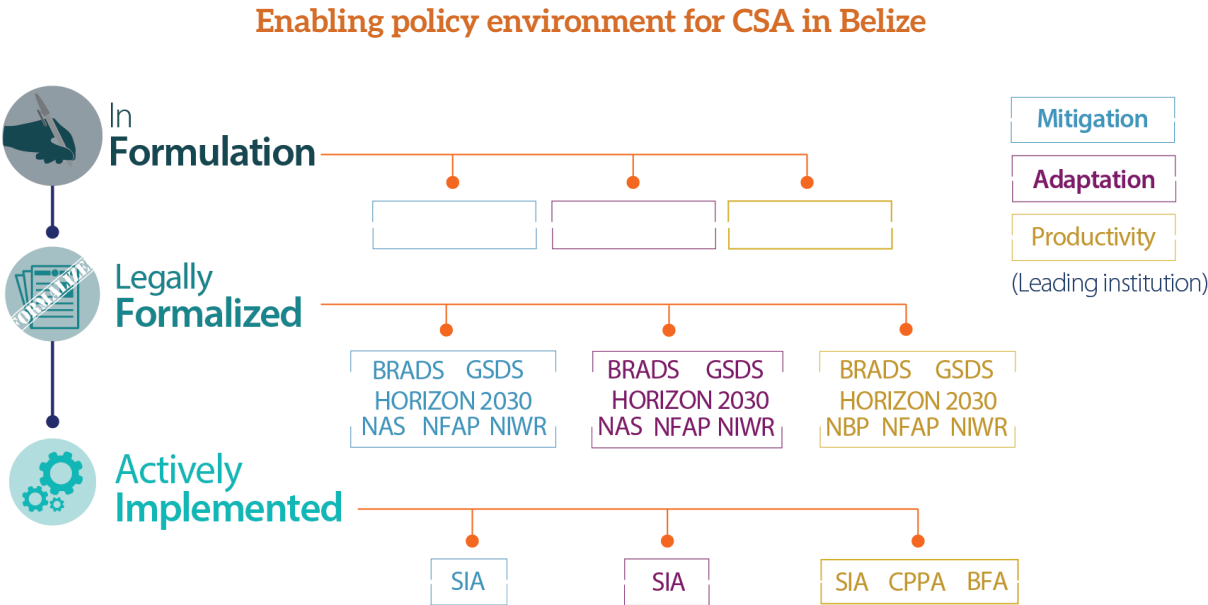 Enabling policy environment for CSA in Belize
In
Formulation
Mitigation
Adaptation
Productivity
(Leading institution)
FORMALIZE
Legally
Formalized
BRADS GSDS
HORIZON 2030
NAS NFAP NIWR
BRADS GSDS
HORIZON 2030
NAS NFAP NIWR
BRADS GSDS
HORIZON 2030
NBP NFAP NIWR
Actively
Implemented
SIA
SIA
SIA CPPA BFA